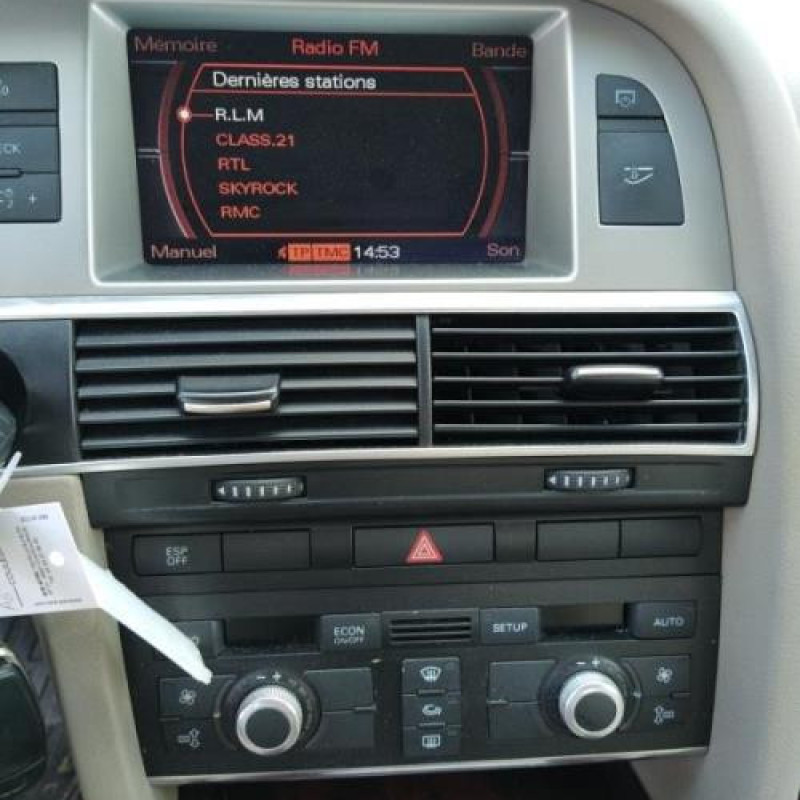 Mémoire Radio FM Bande
Dernières stations
R.L.M
CLASS.21
RTL
SKYROCK
RMC
Manuel TP TMC 14:53 Son
ESP
OFF
ECON
ON/OFF
SETUP
AUTO